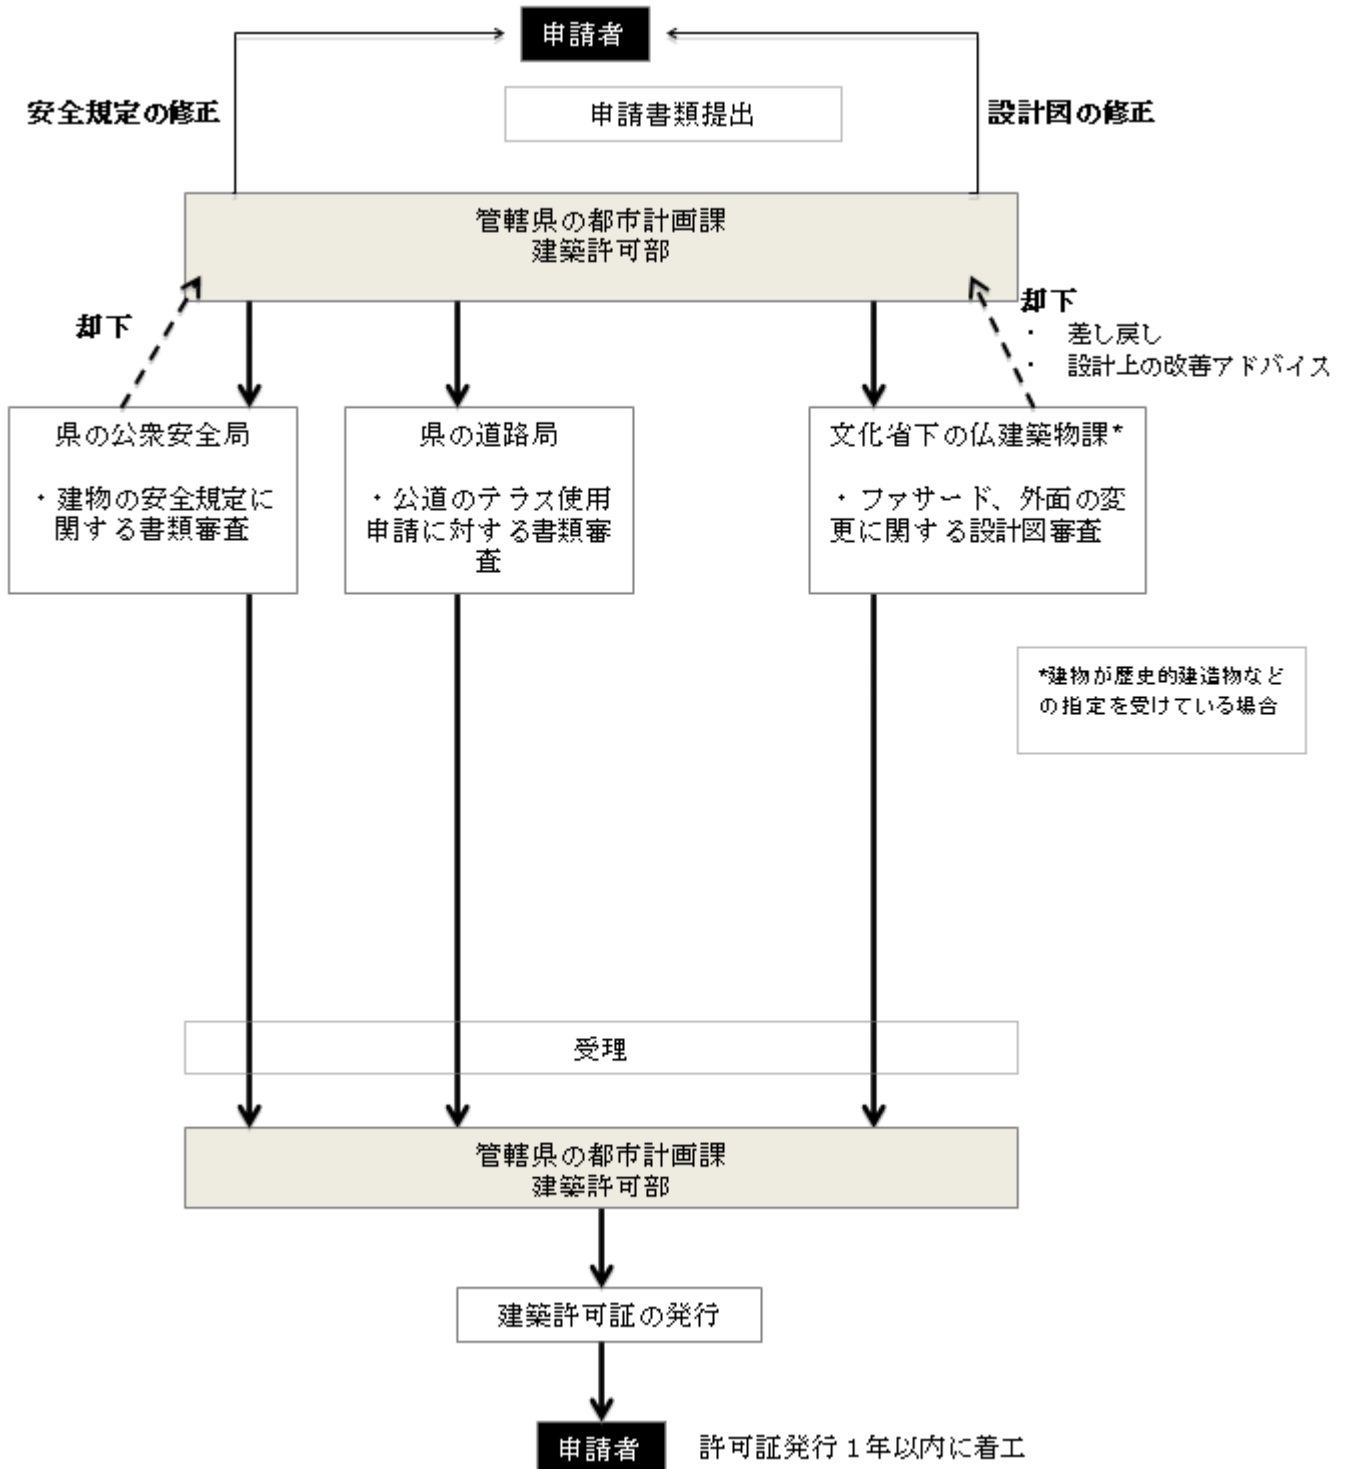 申請者
安全規定の修正
申請書類提出
設計図の修正
管轄県の都市計画課
建築許可部
却下
却下
・ 差し戻し
・ 設計上の改善アドバイス
県の公衆安全局
・建物の安全規定に
関する書類審査
県の道路局
・公道のテラス使用
申請に対する書類審
査
文化省下の仏建築物課*
・ファサード、外面の変
更に関する設計図審査
*建物が歴史的建造物など
の指定を受けている場合
受理
管轄県の都市計画課
建築許可部
建築許可証の発行
申請者
許可証発行1年以内に着工